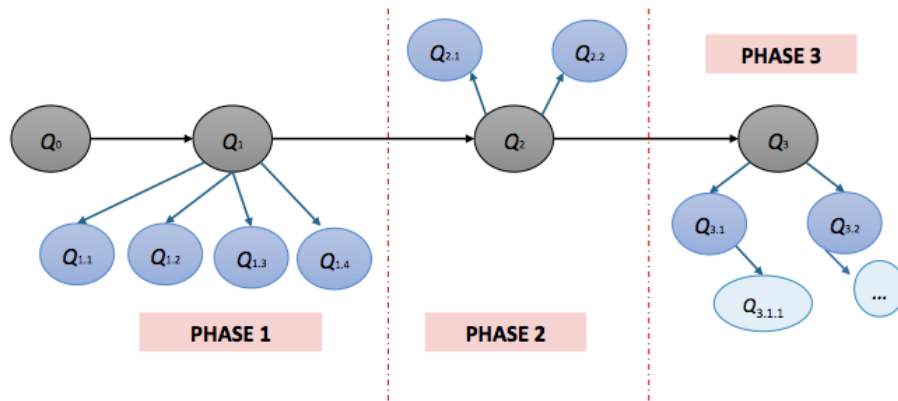 Q2.1 Q2.2
PHASE 3
Q0 Q1 Q2 Q3
Q3.1 Q3.2
Q1.1 Q1.2 Q1.3 Q1.4
Q3.1.1 ...
PHASE 1 PHASE 2